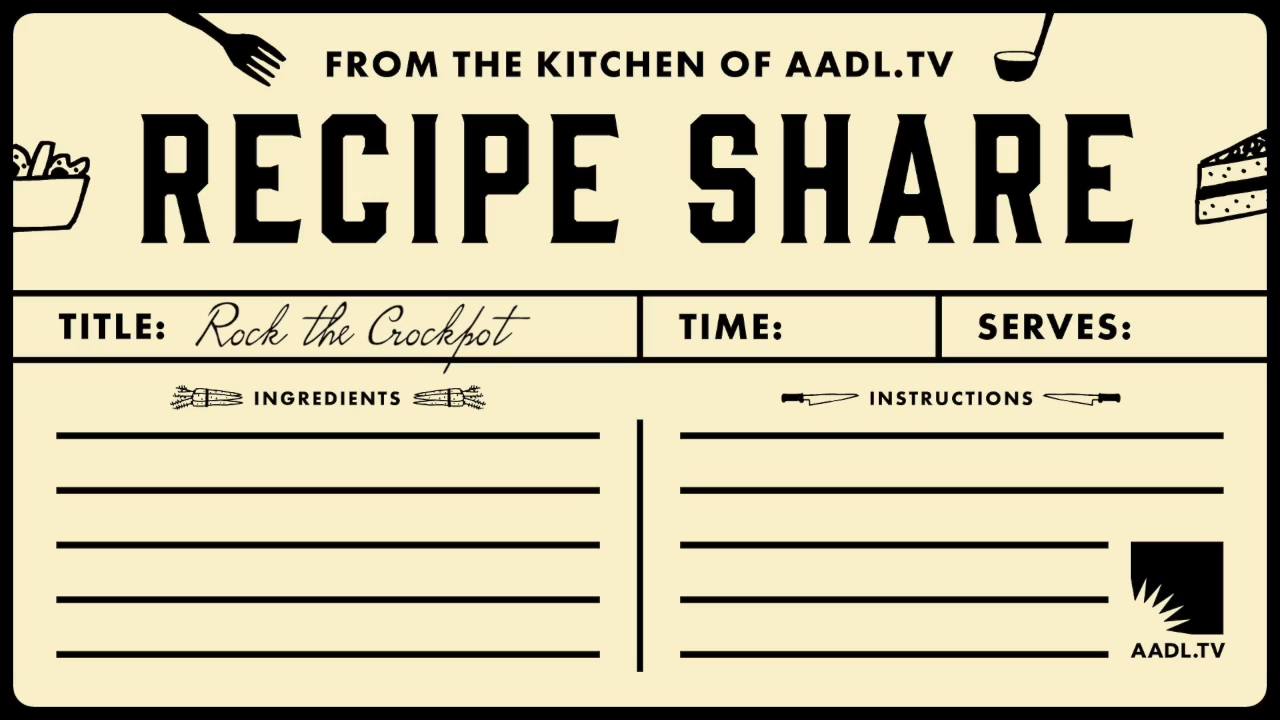 FROM THE KITCHEN OF AADL.TV
RECIPE SHARE
TITLE: Rock the Crockpot TIME: SERVES:
INGREDIENTS INSTRUCTIONS
AADL.TV